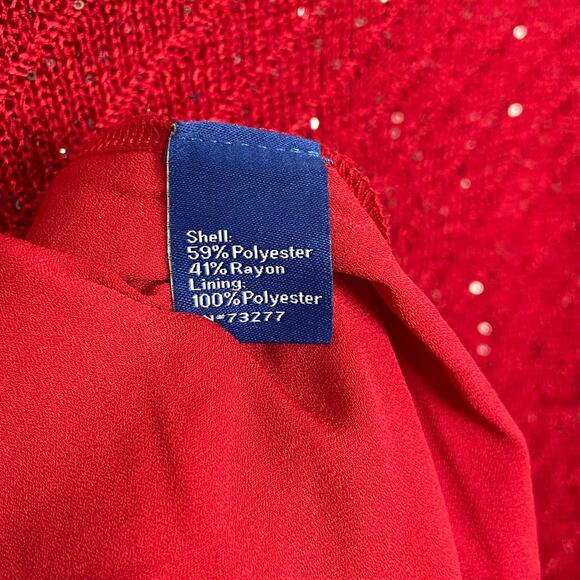 Shell:
59% Polyester
41% Rayon
Lining:
100% Polyester
N#73277